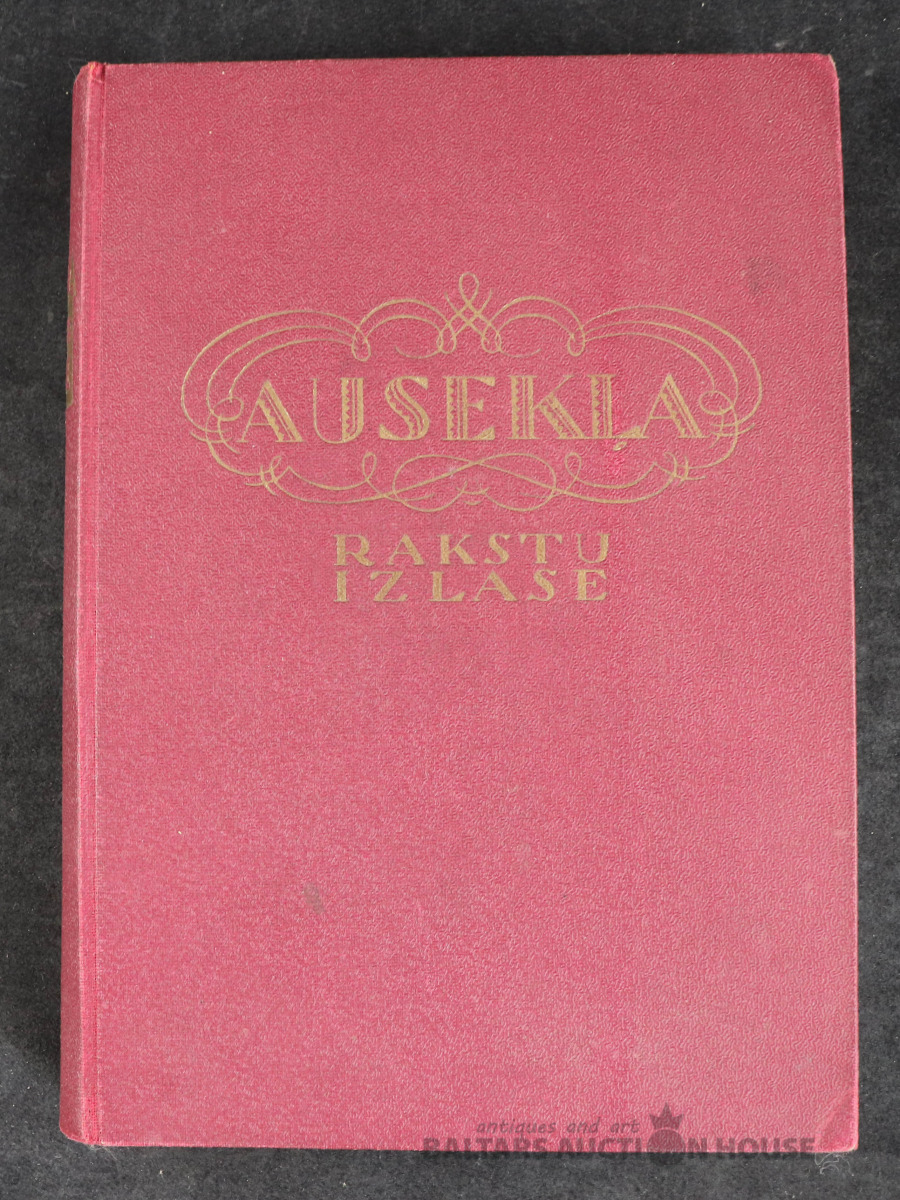 AUSEKĻA
RAKSTU
IZLASE
antiques and art
BALTARS AUCTION HOUSE